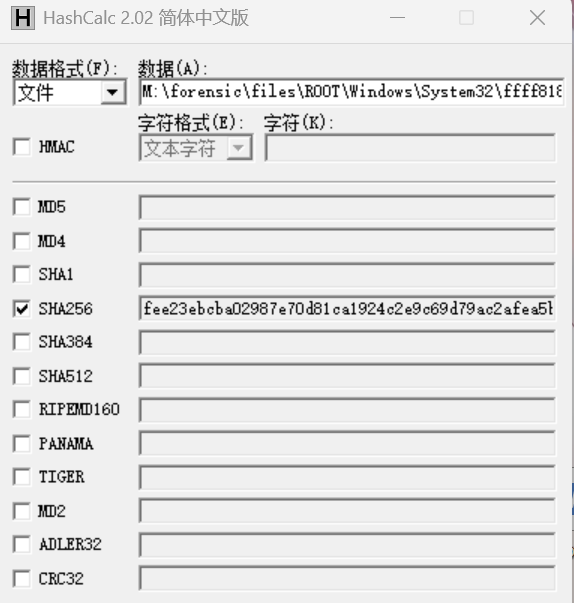 HashCalc 2.02 简体中文版
数据格式(F): 数据(A):
文件 M:\forensic\files\ROOT\Windows\System32\ffff818
字符格式(E): 字符(K):
HMAC 文本字符
MD5
MD4
SHA1
SHA256 fee23ebcba02987e70d81ca1924c2e9c69d79ac2afea5b
SHA384
SHA512
RIPEMD160
PANAMA
TIGER
MD2
ADLER32
CRC32